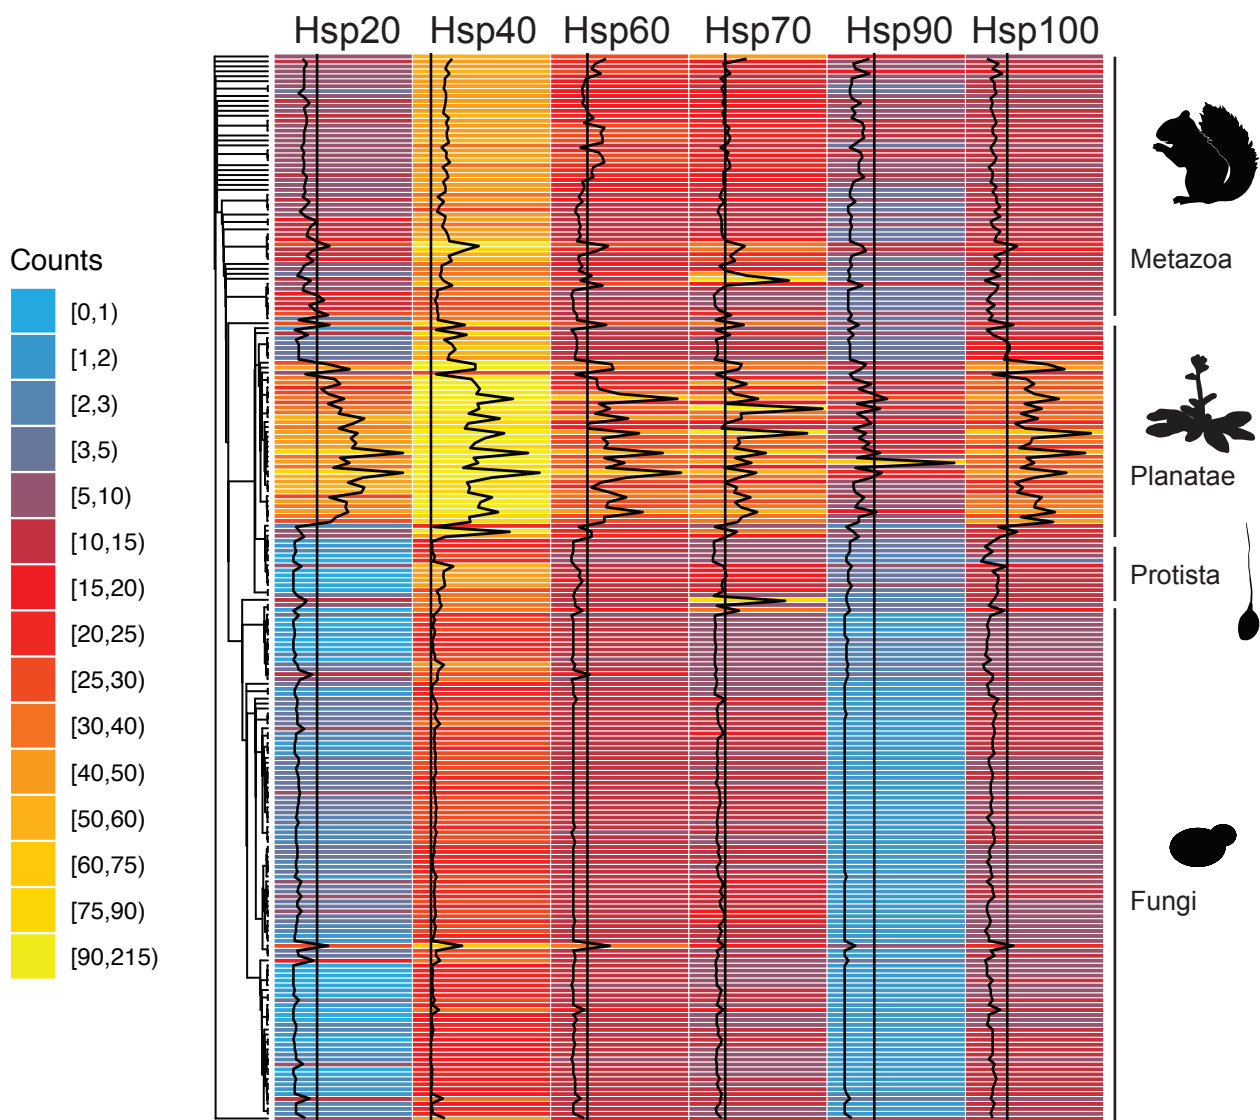 Hsp20 Hsp40 Hsp60 Hsp70 Hsp90 Hsp100
Counts
[0,1)
[1,2)
[2,3)
[3,5)
[5,10)
[10,15)
[15,20)
[20,25)
[25,30)
[30,40)
[40,50)
[50,60)
[60,75)
[75,90)
[90,215)
Metazoa
Planatae
Protista
Fungi